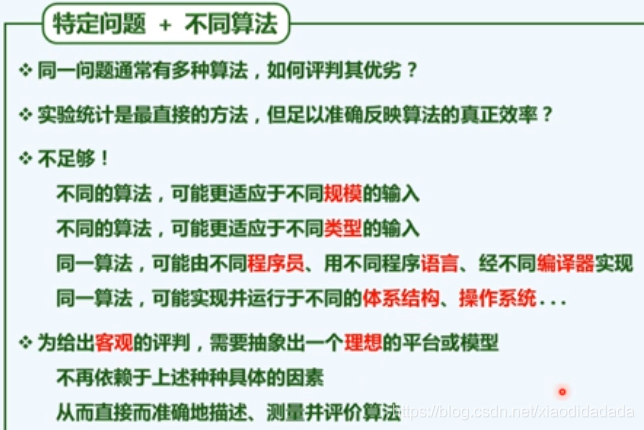 特定问题 + 不同算法
❖ 同一问题通常有多种算法，如何评判其优劣？
❖ 实验统计是最直接的方法，但足以准确反映算法的真正效率？
❖ 不足够！
不同的算法，可能更适应于不同规模的输入
不同的算法，可能更适应于不同类型的输入
同一算法，可能由不同程序员、用不同程序语言、经不同编译器实现
同一算法，可能实现并运行于不同的体系结构、操作系统...
❖ 为给出客观的评判，需要抽象出一个理想的平台或模型
不再依赖于上述种种具体的因素
从而直接而准确地描述、测量并评价算法
https://blog.csdn.net/xiaodidadada